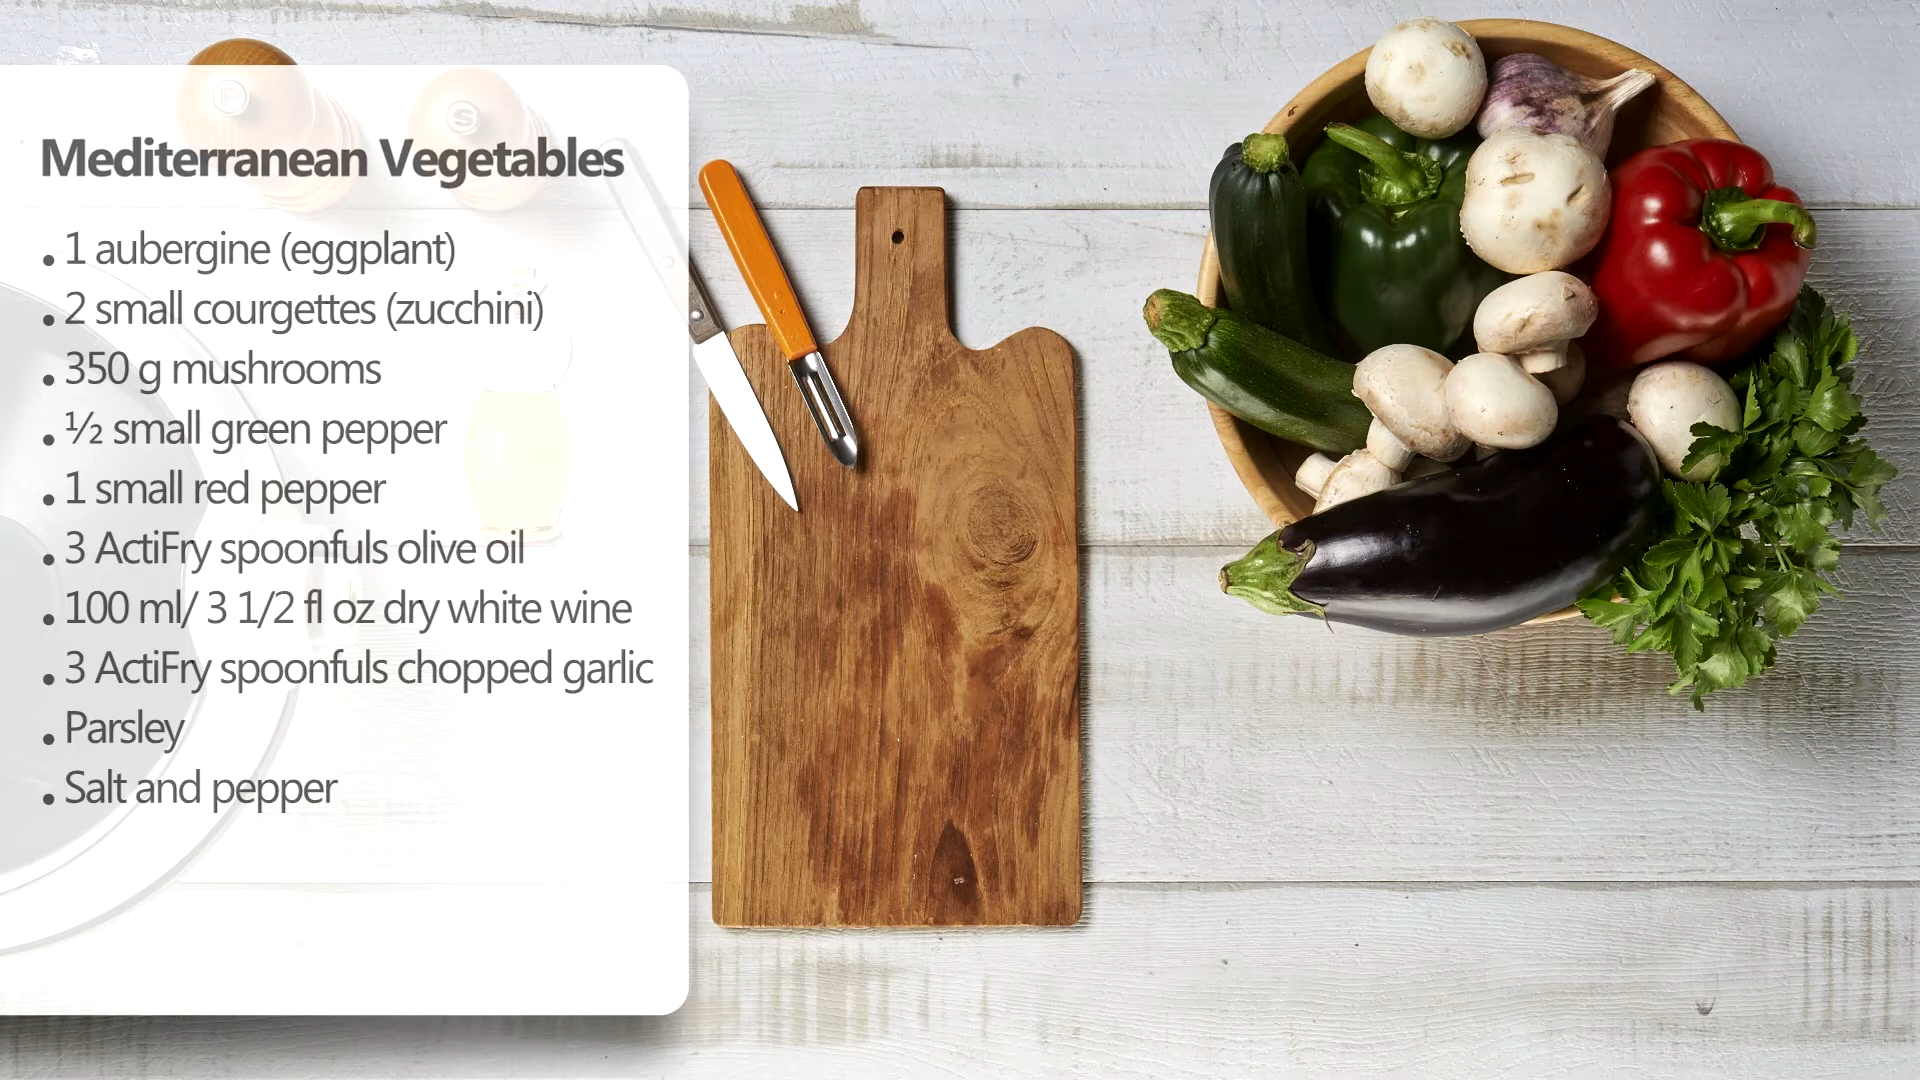 Mediterranean Vegetables
• 1 aubergine (eggplant)
• 2 small courgettes (zucchini)
• 350 g mushrooms
• ½ small green pepper
• 1 small red pepper
• 3 ActiFry spoonfuls olive oil
• 100 ml/ 3 1/2 fl oz dry white wine
• 3 ActiFry spoonfuls chopped garlic
• Parsley
• Salt and pepper
S